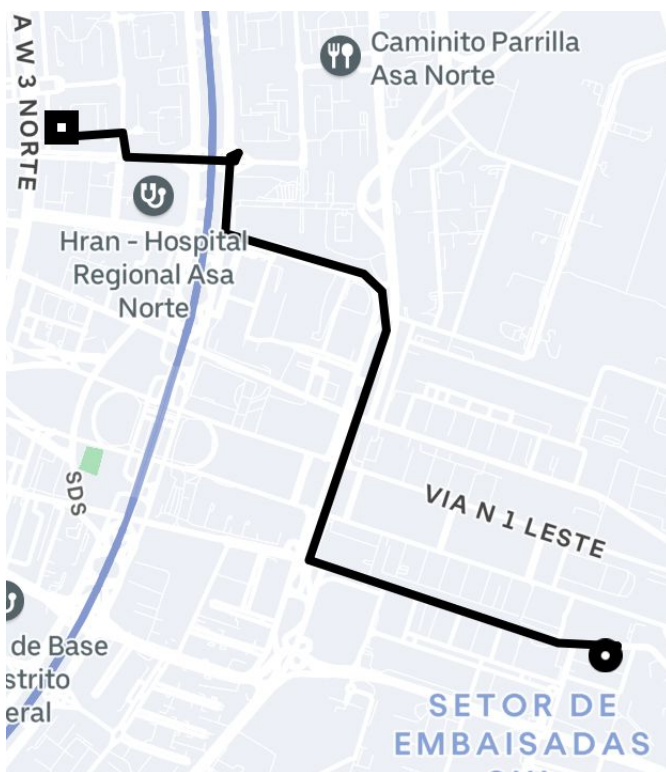 Caminito Parrilla
Asa Norte
A W 3 NORTE
Hran - Hospital
Regional Asa
Norte
SDS
VIA N 1 LESTE
de Base
strito
eral
SETOR DE
EMBAISADAS